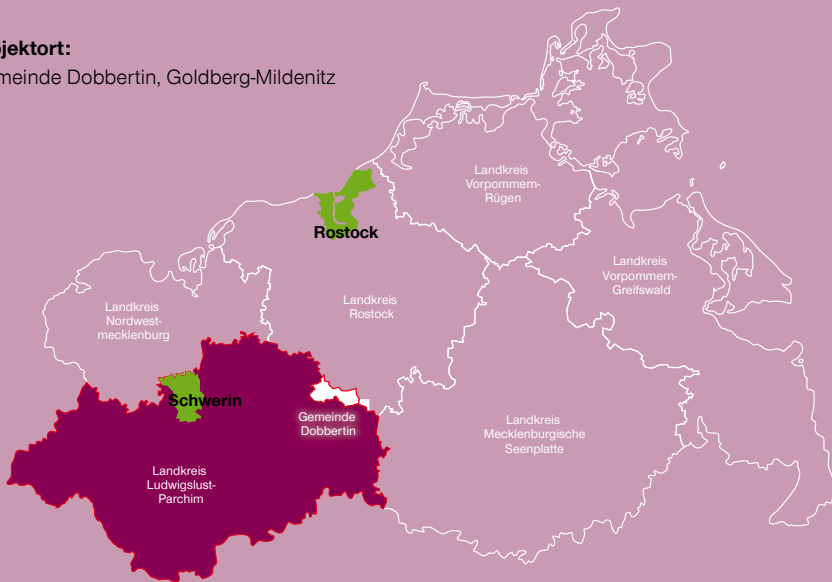 jektort:
meinde Dobbertin, Goldberg-Mildenitz
Landkreis
Vorpommern-
Rügen
Rostock
Landkreis
Vorpommern-
Greifswald
Landkreis
Nordwest-
mecklenburg
Landkreis
Rostock
Schwerin
Gemeinde
Dobbertin
Landkreis
Mecklenburgische
Seenplatte
Landkreis
Ludwigslust-
Parchim